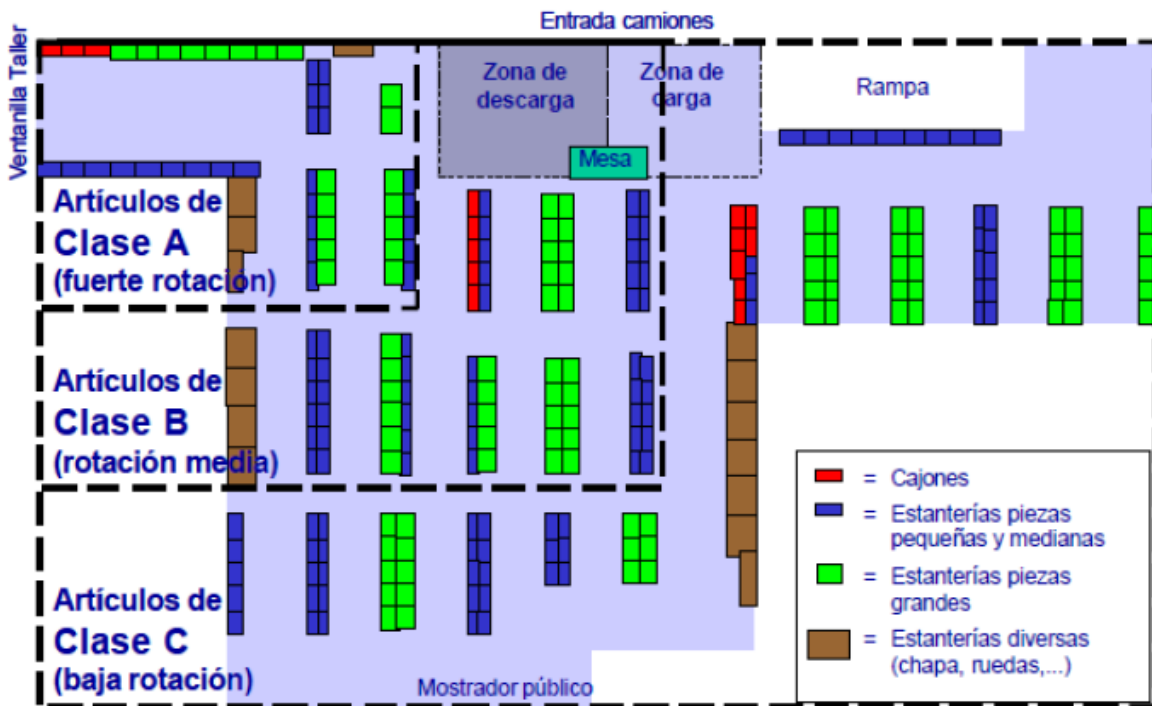 Entrada camiones
Ventanilla Taller
Zona de
descarga
Zona de
carga
Rampa
Mesa
Artículos de
Clase A
(fuerte rotación)
Artículos de
Clase B
(rotación media)
Artículos de
Clase C
(baja rotación)
Mostrador público
= Cajones
= Estanterías piezas
pequeñas y medianas
= Estanterías piezas
grandes
= Estanterías diversas
(chapa, ruedas,...)